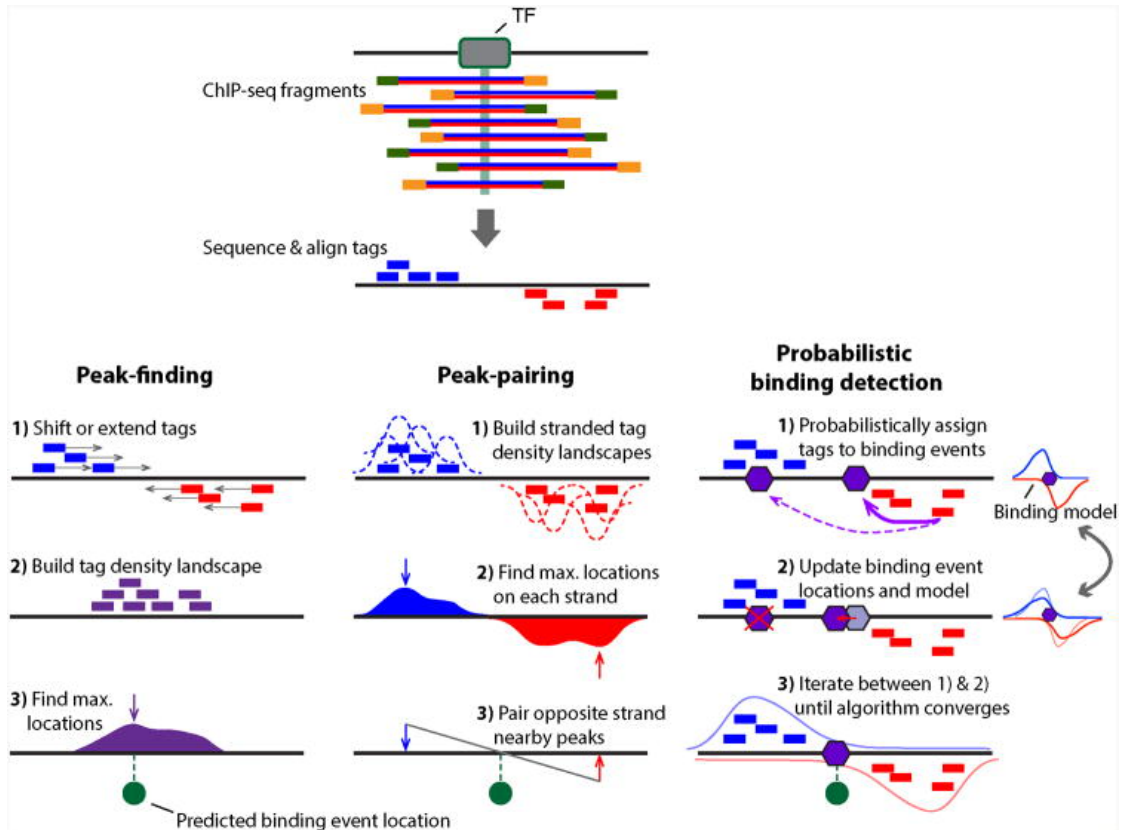 TF
ChIP-seq fragments
Sequence & align tags
Peak-finding
1) Shift or extend tags
2) Build tag density landscape
3) Find max.
locations
Predicted binding event location
Peak-pairing
1) Build stranded tag
density landscapes
2) Find max. locations
on each strand
3) Pair opposite strand
nearby peaks
Probabilistic
binding detection
1) Probabilistically assign
tags to binding events
Binding model
2) Update binding event
locations and model
3) Iterate between 1) & 2)
until algorithm converges